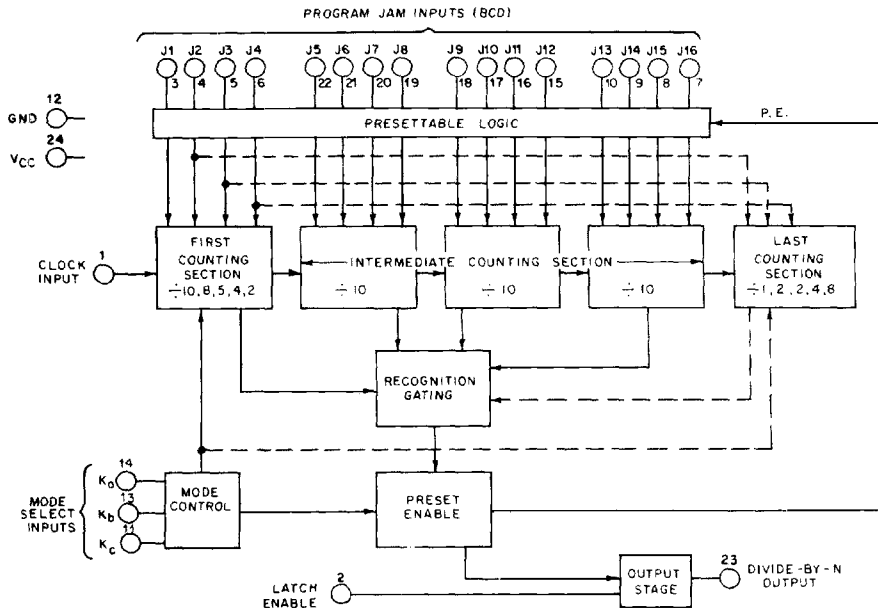 PROGRAM JAM INPUTS (BCD)
J1 J2 J3 J4 J5 J6 J7 J8 J9 J10 J11 J12 J13 J14 J15 J16
3 4 5 6 22 21 20 19 18 17 16 15 10 9 8 7
GND 12
PRESETTABLE LOGIC
P.E.
24
VCC
CLOCK
INPUT
1
FIRST
COUNTING
SECTION
÷10,8,5,4,2
INTERMEDIATE COUNTING SECTION
÷10
÷10
÷10
LAST
COUNTING
SECTION
÷1,2,2,4,8
RECOGNITION
GATING
MODE
SELECT
INPUTS
Ka 14
Kb 13
Kc 11
MODE
CONTROL
PRESET
ENABLE
LATCH
ENABLE
2
OUTPUT
STAGE
23
DIVIDE-BY-N
OUTPUT